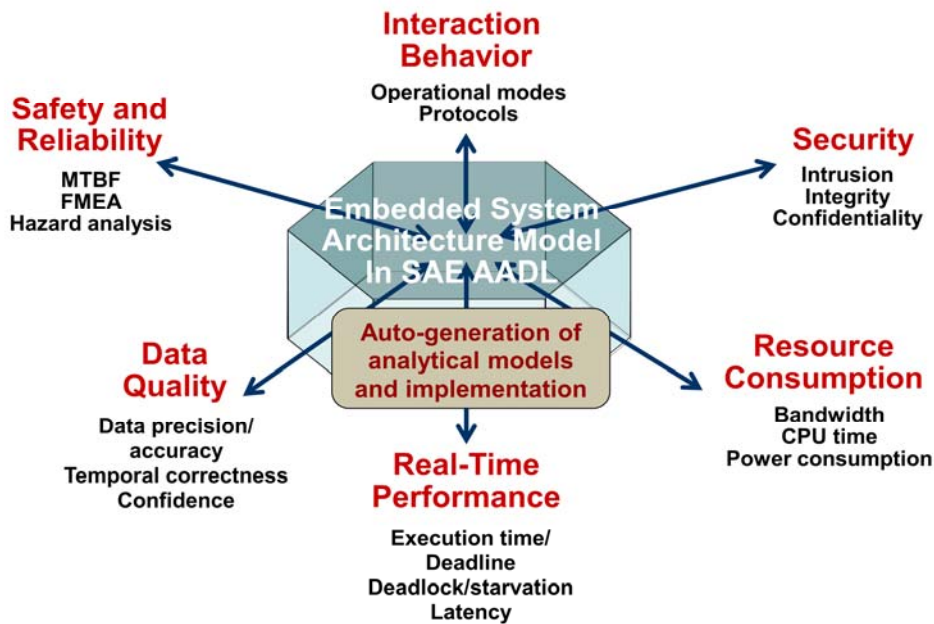 Interaction
Behavior
Operational modes
Protocols
Safety and
Reliability
MTBF
FMEA
Hazard analysis
Security
Intrusion
Integrity
Confidentiality
Embedded System
Architecture Model
In SAE AADL
Auto-generation of
analytical models
and implementation
Data
Quality
Data precision/
accuracy
Temporal correctness
Confidence
Real-Time
Performance
Execution time/
Deadline
Deadlock/starvation
Latency
Resource
Consumption
Bandwidth
CPU time
Power consumption